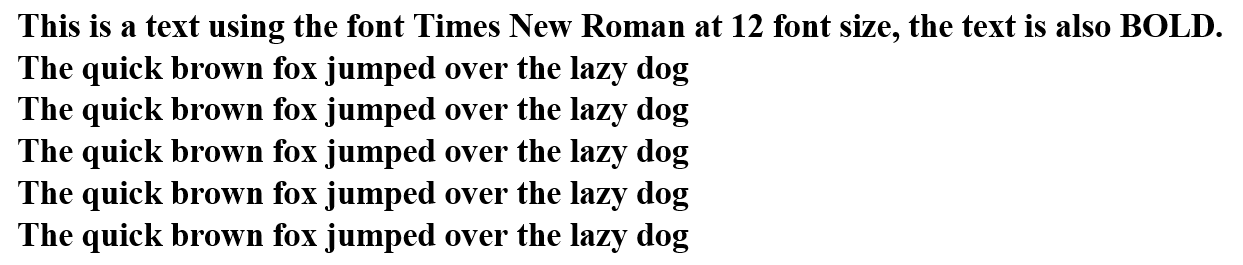 This is a text using the font Times New Roman at 12 font size, the text is also BOLD.
The quick brown fox jumped over the lazy dog
The quick brown fox jumped over the lazy dog
The quick brown fox jumped over the lazy dog
The quick brown fox jumped over the lazy dog
The quick brown fox jumped over the lazy dog